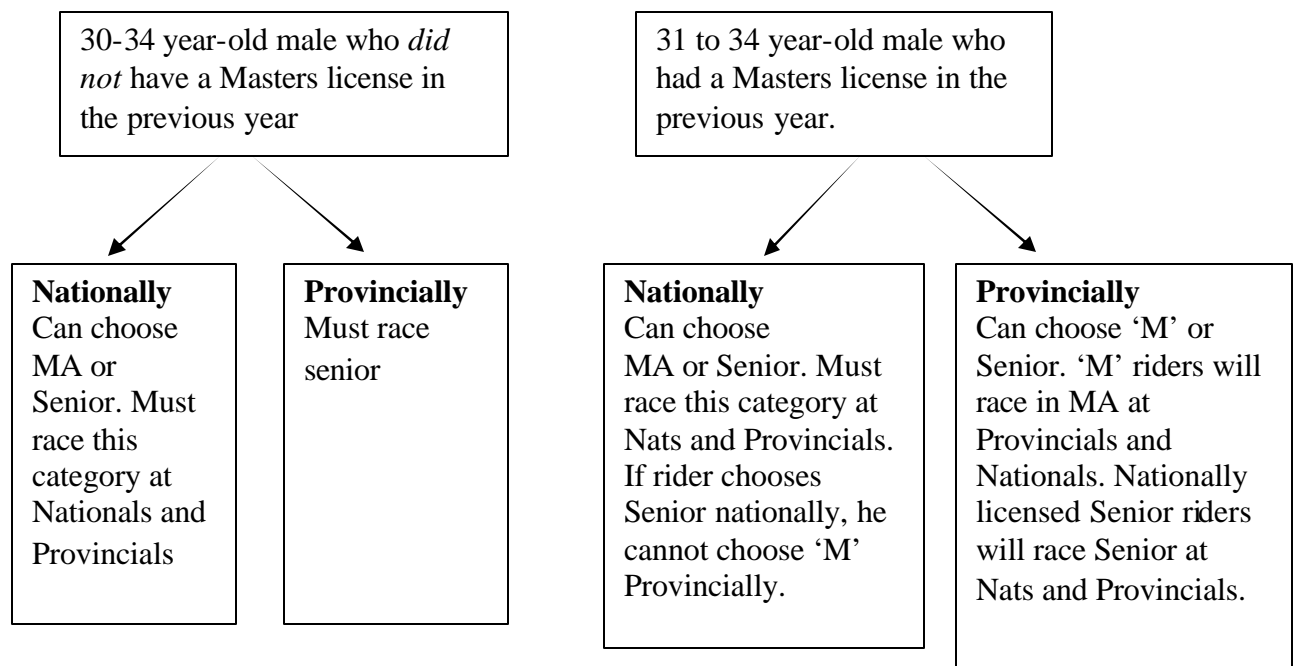 30-34 year-old male who did
not have a Masters license in
the previous year
31 to 34 year-old male who
had a Masters license in the
previous year.
Nationally
Can choose
MA or
Senior. Must
race this
category at
Nationals and
Provincials
Provincially
Must race
senior
Nationally
Can choose
MA or Senior. Must
race this category at
Nats and Provincials.
If rider chooses
Senior nationally, he
cannot choose ‘M’
Provincially.
Provincially
Can choose ‘M’ or
Senior. ‘M’ riders will
race in MA at
Provincials and
Nationals. Nationally
licensed Senior riders
will race Senior at
Nats and Provincials.